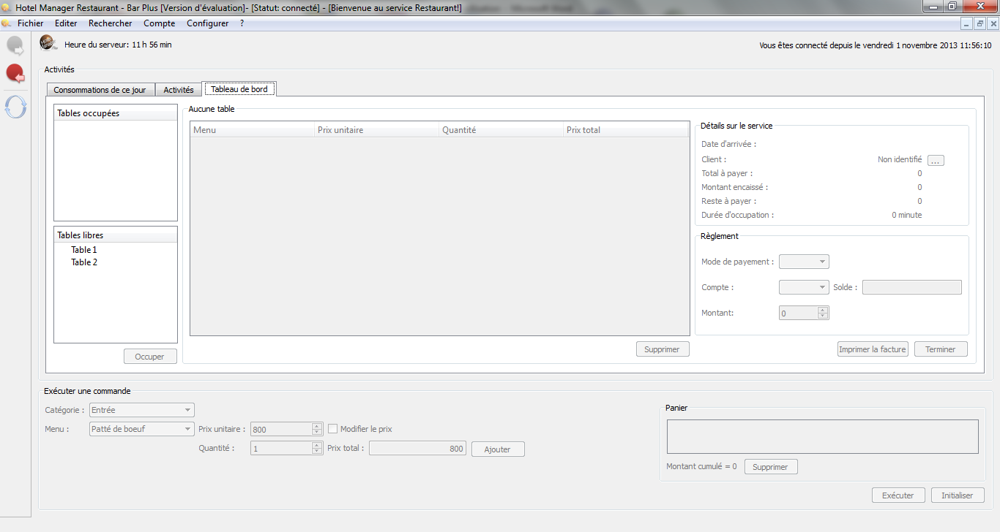 Hotel Manager Restaurant - Bar Plus [Version d'évaluation]- [Statut: connecté] - [Bienvenue au service Restaurant!]
Fichier Editer Rechercher Compte Configurer ?
Heure du serveur: 11 h 56 min
Vous êtes connecté depuis le vendredi 1 novembre 2013 11:56:10
Activités
Consommations de ce jour Activités Tableau de bord
Tables occupées
Aucune table
Menu Prix unitaire Quantité Prix total
Détails sur le service
Date d'arrivée :
Client : Non identifié ...
Total à payer : 0
Montant encaissé : 0
Reste à payer : 0
Durée d'occupation : 0 minute
Tables libres
Table 1
Table 2
Règlement
Mode de payement :
Compte : Solde :
Montant: 0
Occuper
Supprimer
Imprimer la facture Terminer
Exécuter une commande
Catégorie : Entrée
Menu : Patté de boeuf Prix unitaire : 800 Modifier le prix
Quantité : 1 Prix total : 800 Ajouter
Panier
Montant cumulé = 0 Supprimer
Exécuter Initialiser